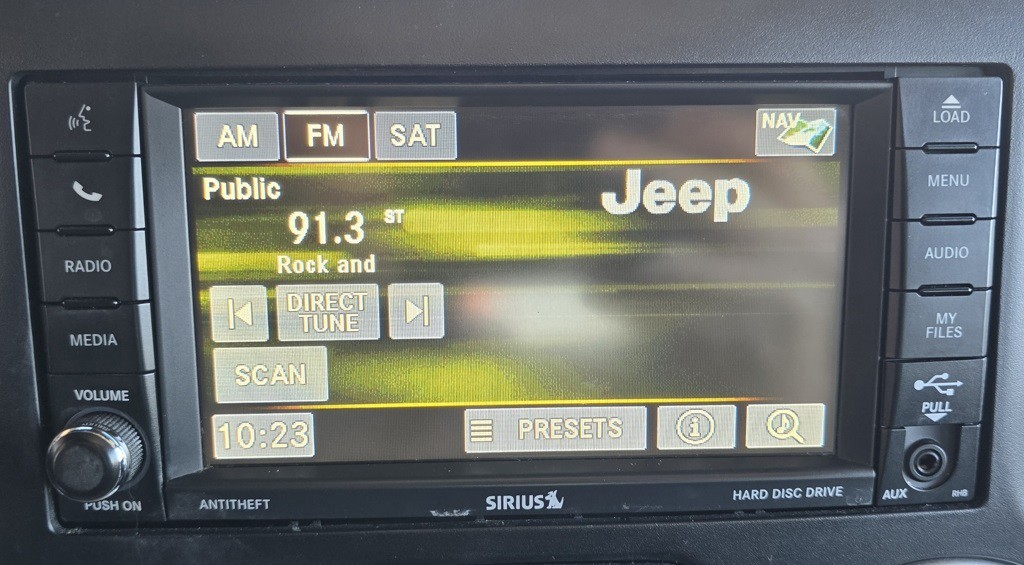 AM
FM
SAT
NAV
LOAD
Public
Jeep
MENU
91.3 ST
Rock and
AUDIO
RADIO
DIRECT
TUNE
MEDIA
MY
FILES
SCAN
VOLUME
PULL
10:23
PRESETS
i
PUSH ON
ANTITHEFT
SIRIUS
HARD DISC DRIVE
AUX
RHB